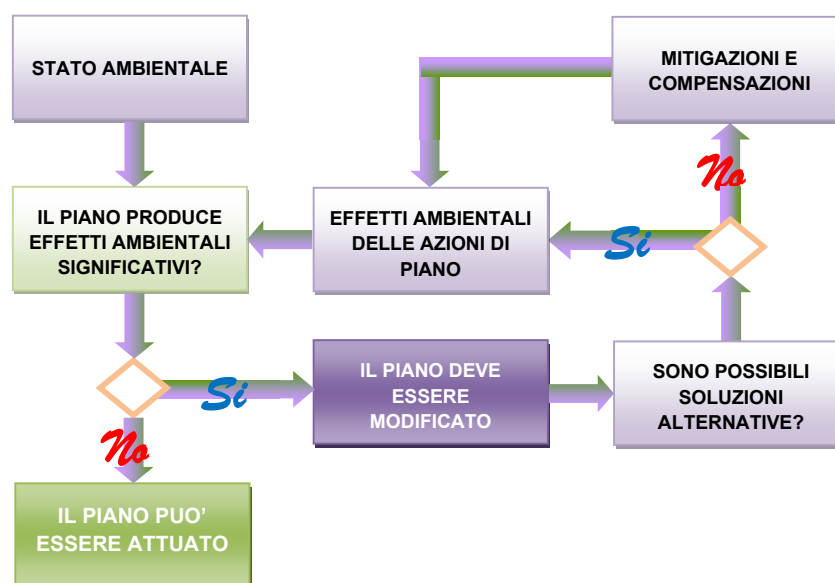 STATO AMBIENTALE
MITIGAZIONI E
COMPENSAZIONI
No
IL PIANO PRODUCE
EFFETTI AMBIENTALI
SIGNIFICATIVI?
EFFETTI AMBIENTALI
DELLE AZIONI DI
PIANO
Si
IL PIANO DEVE
ESSERE
MODIFICATO
SONO POSSIBILI
SOLUZIONI
ALTERNATIVE?
Si
No
IL PIANO PUO’
ESSERE ATTUATO